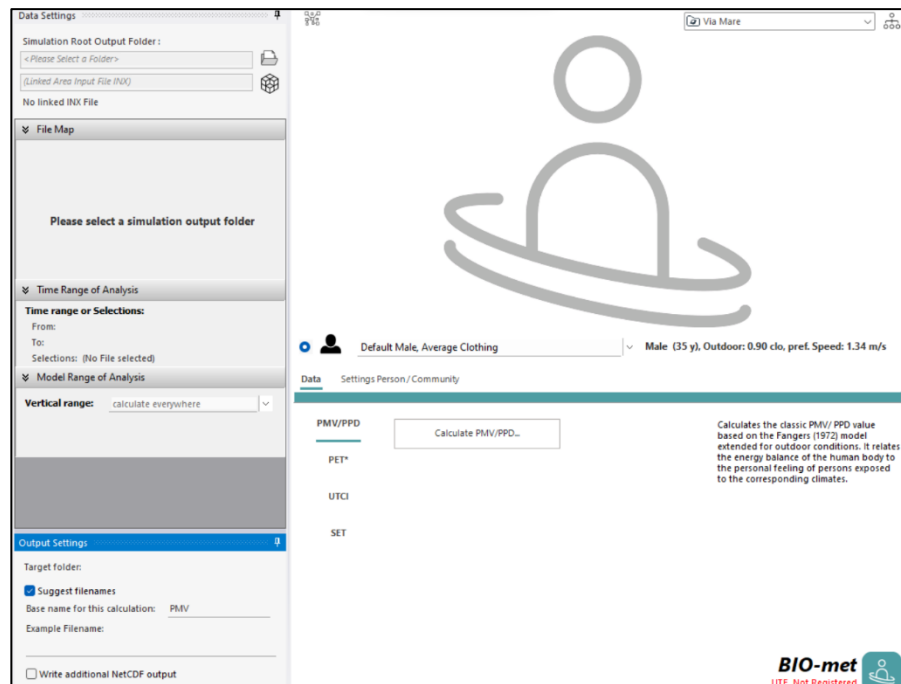 Data Settings
Simulation Root Output Folder :
<Please Select a Folder>
(Linked Area Input File INX)
No linked INX File
File Map
Please select a simulation output folder
Time Range of Analysis
Time range or Selections:
From:
To:
Selections: (No File selected)
Model Range of Analysis
Vertical range: calculate everywhere
Output Settings
Target folder:
Suggest filenames
Base name for this calculation: PMV
Example Filename:
Write additional NetCDF output
Via Mare
Default Male, Average Clothing
Male (35 y), Outdoor: 0.90 clo, pref. Speed: 1.34 m/s
Data Settings Person/Community
PMV/PPD
PET*
UTCI
SET
Calculate PMV/PPD...
Calculates the classic PMV/ PPD value
based on the Fangers (1972) model
extended for outdoor conditions. It relates
the energy balance of the human body to
the personal feeling of persons exposed
to the corresponding climates.
BIO-met
LITE, Not Registered